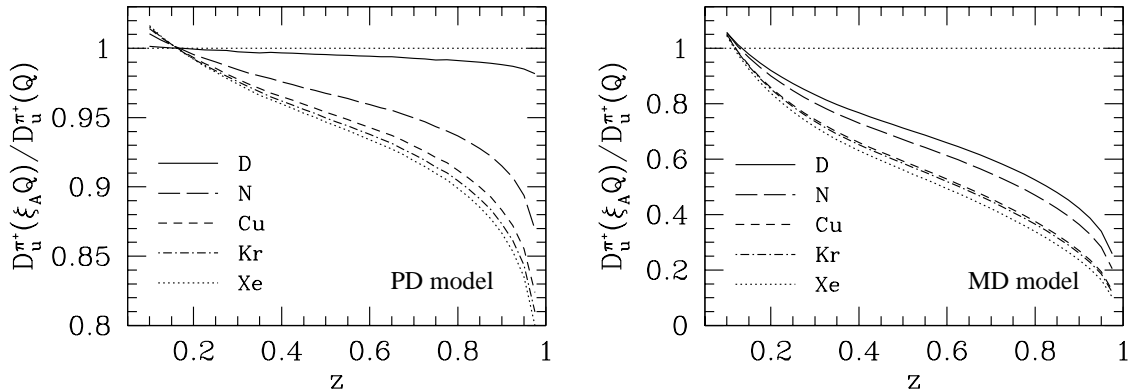 D_u^{π+}(ξ_A Q)/D_u^{π+}(Q)
1
0.95
0.9
0.85
0.8
D
N
Cu
Kr
Xe
PD model
0.2 0.4 0.6 0.8 1
z
D_u^{π+}(ξ_A Q)/D_u^{π+}(Q)
1
0.8
0.6
0.4
0.2
0
D
N
Cu
Kr
Xe
MD model
0.2 0.4 0.6 0.8 1
z